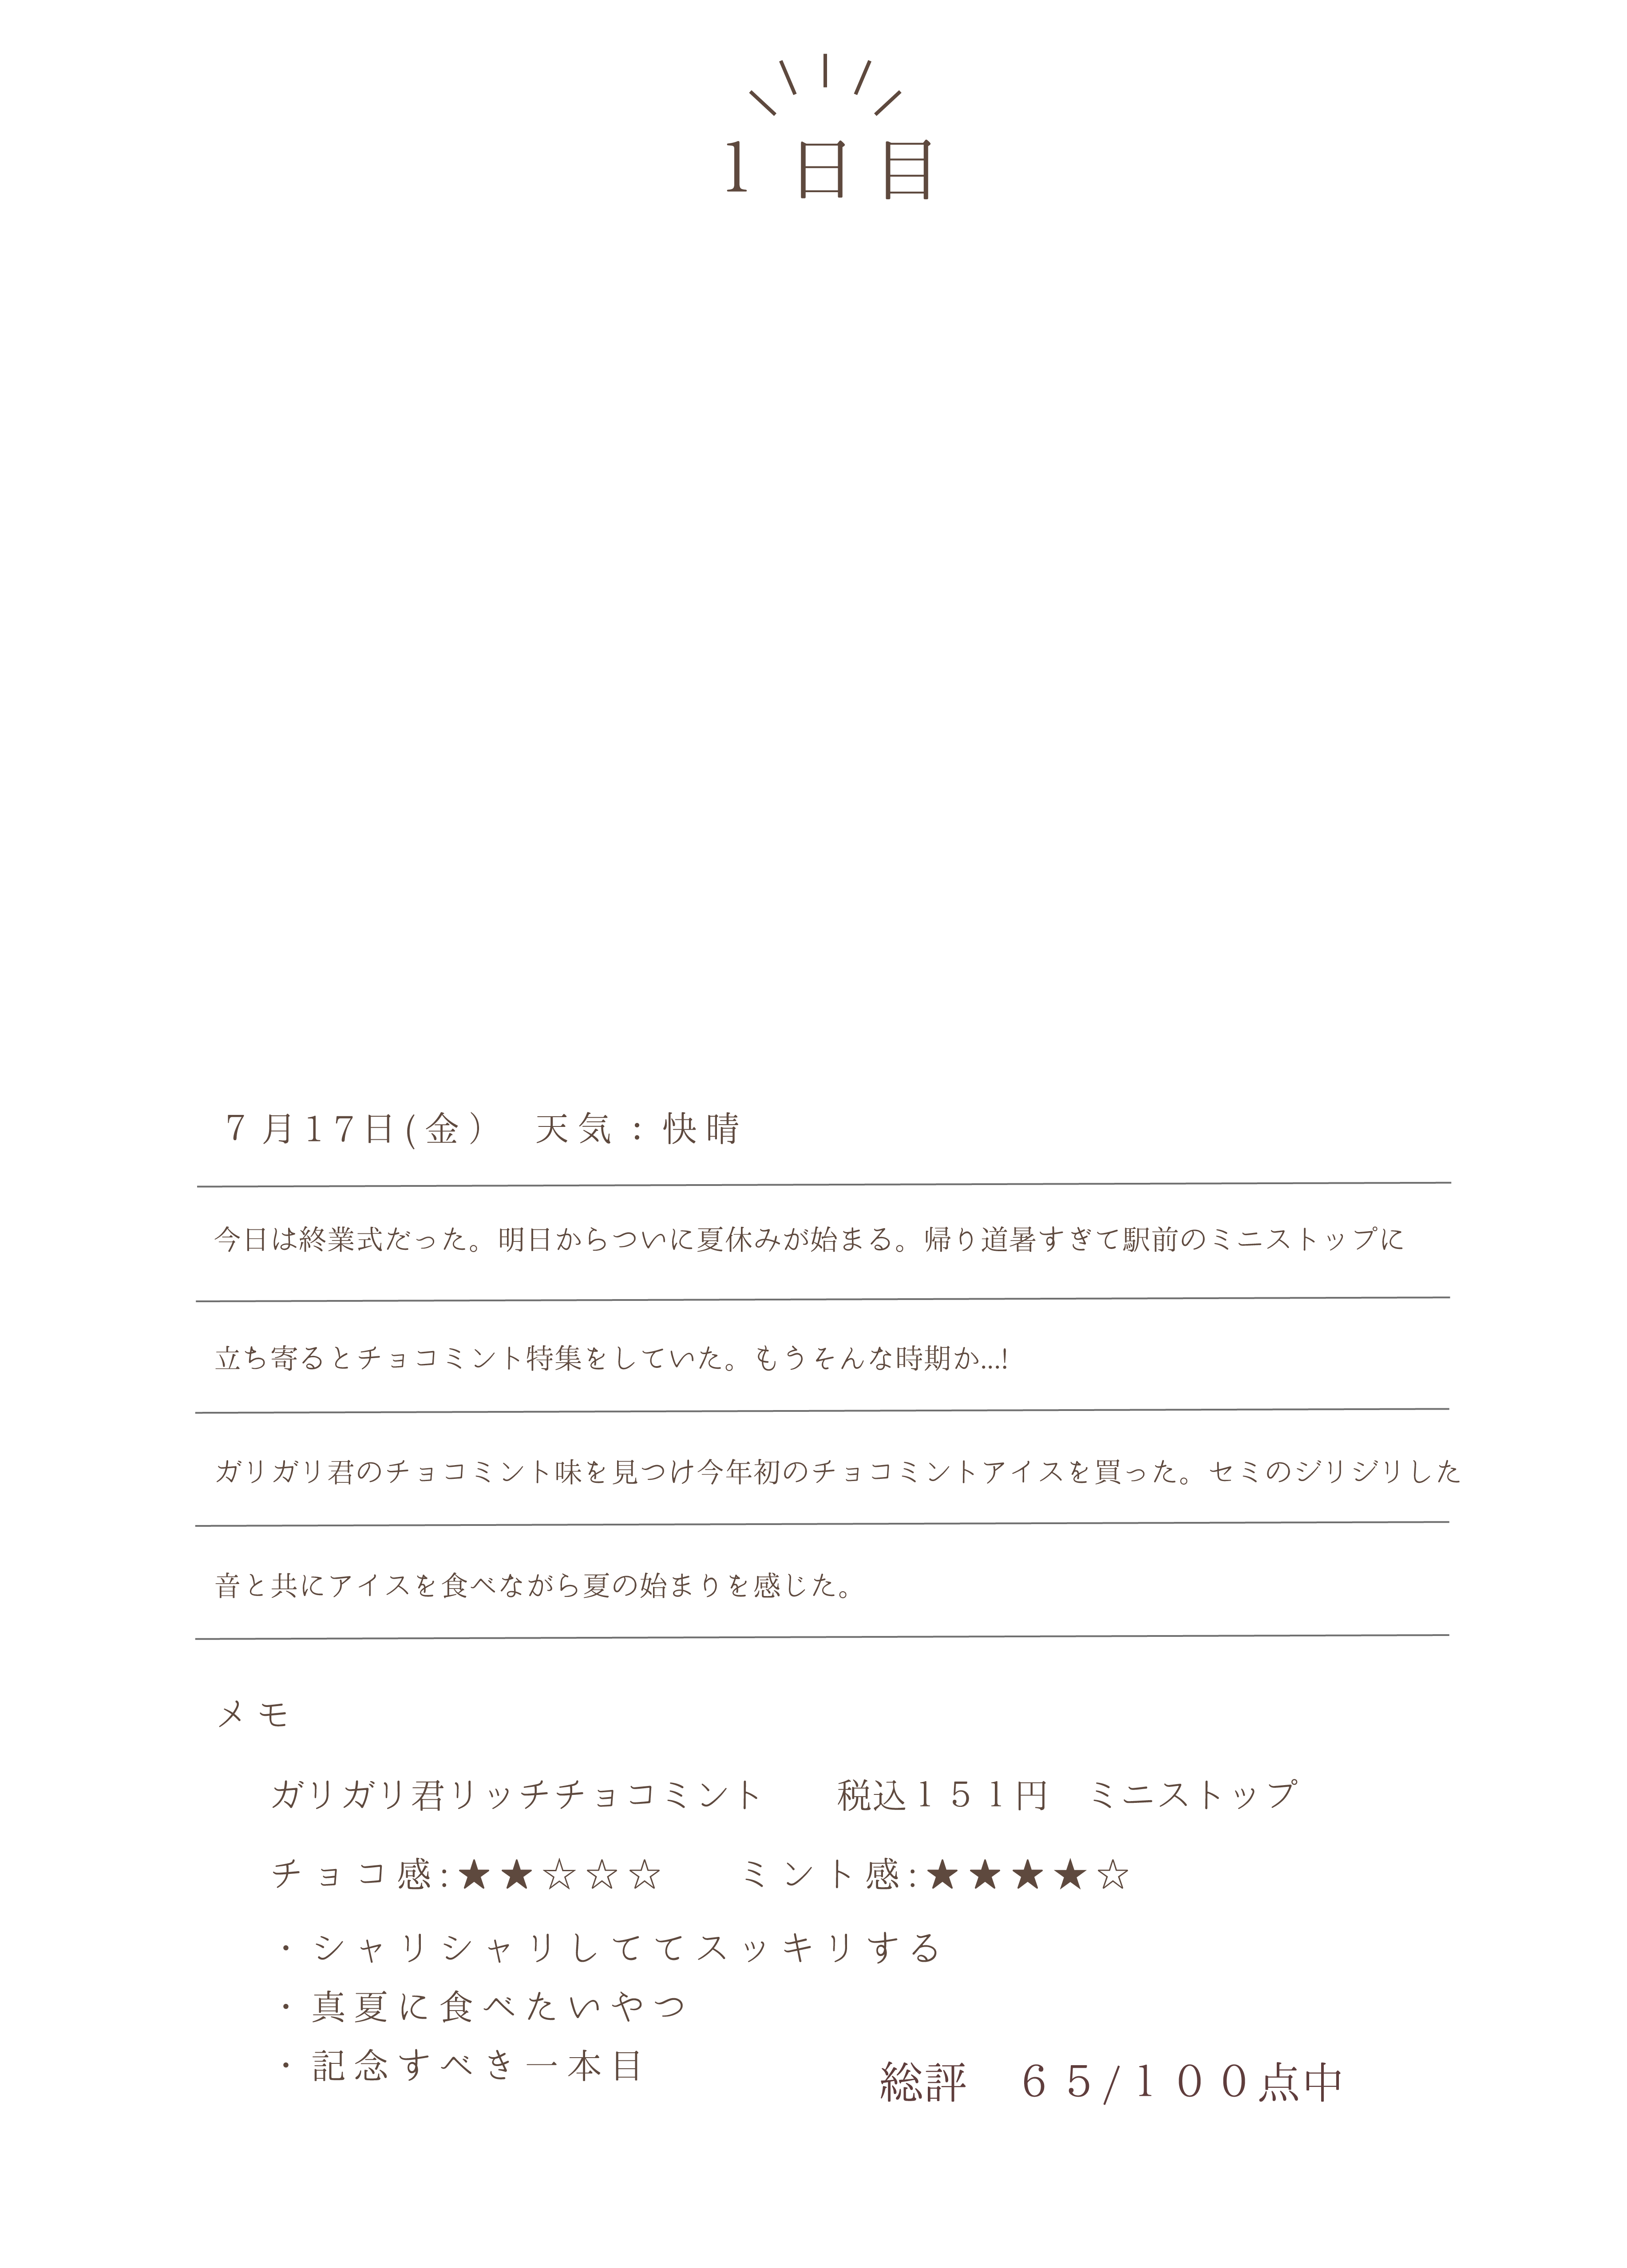 １日目
７月17日(金）　天気：快晴
今日は終業式だった。明日からついに夏休みが始まる。帰り道暑すぎて駅前のミニストップに
立ち寄るとチョコミント特集をしていた。もうそんな時期か...!
ガリガリ君のチョコミント味を見つけ今年初のチョコミントアイスを買った。セミのジリジリした
音と共にアイスを食べながら夏の始まりを感じた。
メモ
ガリガリ君リッチチョコミント　　税込１５１円　ミニストップ
チョコ感:★★☆☆☆　　ミント感:★★★★☆
・シャリシャリしててスッキリする
・真夏に食べたいやつ
・記念すべき一本目
総評　６５/１００点中